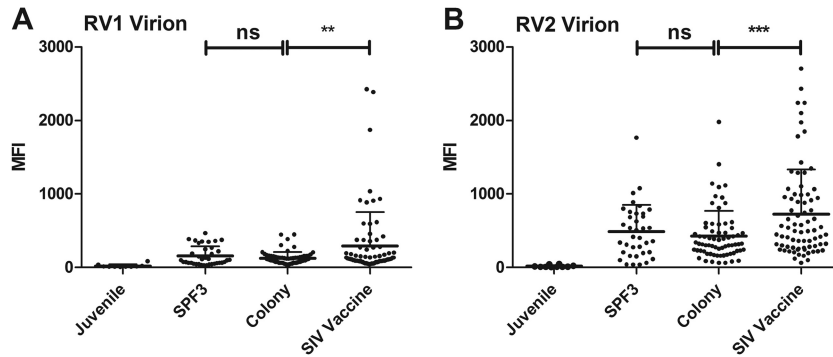 A
RV1 Virion
ns
**
3000
2000
1000
0
MFI
Juvenile
SPF3
Colony
SIV Vaccine
B
RV2 Virion
ns
***
3000
2000
1000
0
MFI
Juvenile
SPF3
Colony
SIV Vaccine